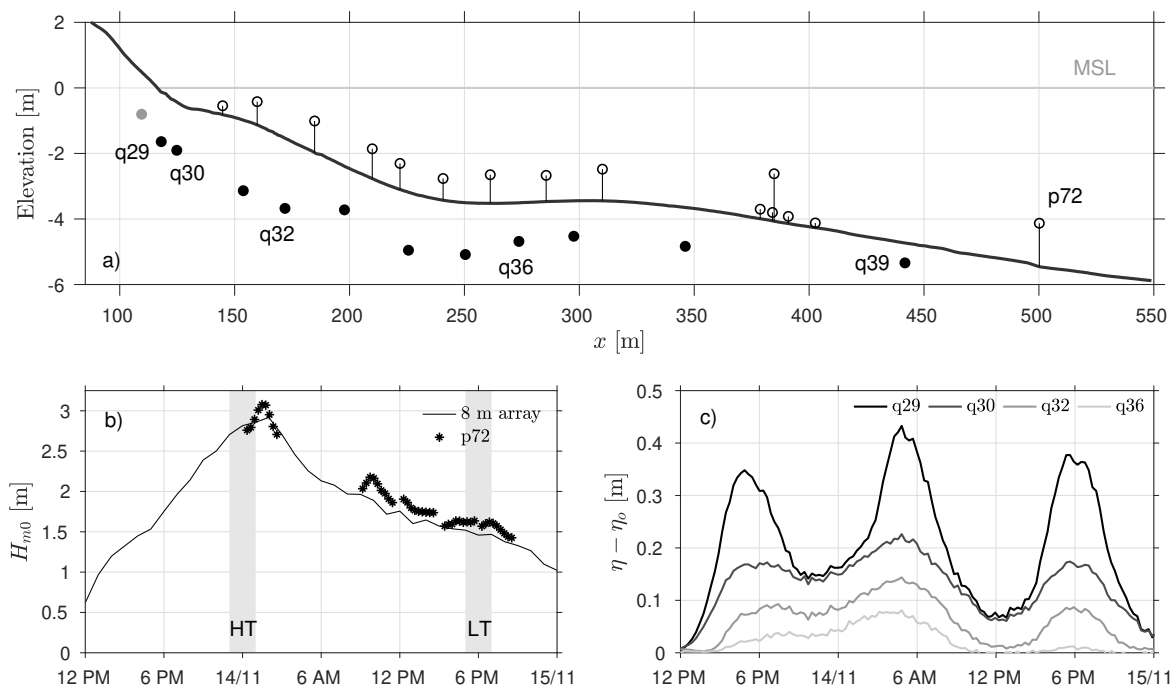 2
0
-2
-4
-6
Elevation [m]
MSL
q29
q30
q32
q36
q39
p72
a)
100 150 200 250 300 350 400 450 500 550
x [m]
b)
3
2.5
2
1.5
1
0.5
0
H_{m0} [m]
8 m array
p72
HT
LT
12 PM 6 PM 14/11 6 AM 12 PM 6 PM 15/11
c)
0.5
0.4
0.3
0.2
0.1
0
η − η_o [m]
q29 q30 q32 q36
12 PM 6 PM 14/11 6 AM 12 PM 6 PM 15/11